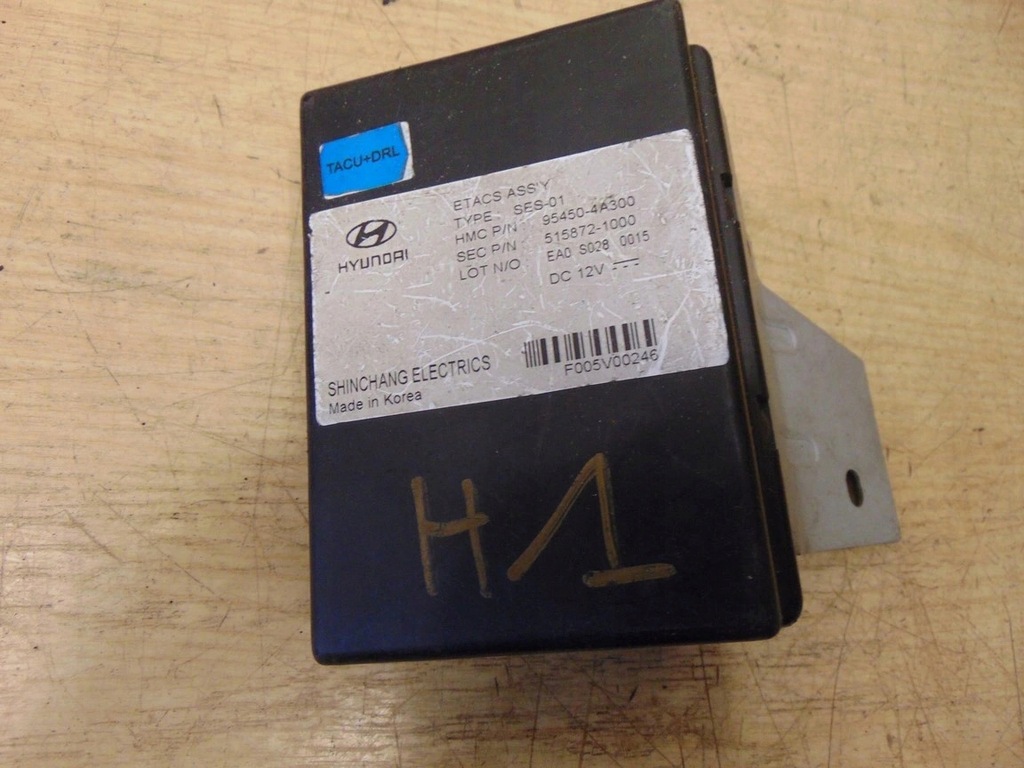 TACU+DRL
HYUNDAI
ETACS ASS'Y
TYPE SES-01
HMC P/N : 95450-4A300
SEC P/N : 515872-1000
LOT N/O EA0 S028 0015
DC 12V
F005V00246
SHINCHANG ELECTRICS
Made in Korea
H1